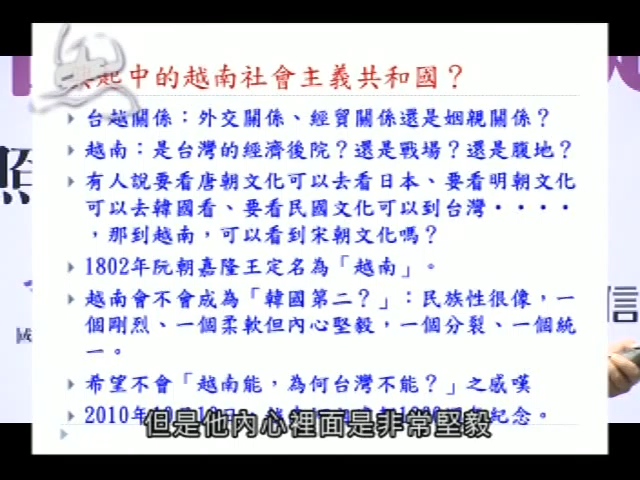 起中的越南社會主義共和國？
台越關係：外交關係、經貿關係還是姻親關係？
越南：是台灣的經濟後院？還是戰場？還是腹地？
有人說要看唐朝文化可以去看日本、要看明朝文化
可以去韓國看、要看民國文化可以到台灣・・・・
，那到越南，可以看到宋朝文化嗎？
1802年阮朝嘉隆王定名為「越南」。
越南會不會成為「韓國第二？」：民族性很像，一
個剛烈、一個柔軟但內心堅毅，一個分裂、一個統
一。
希望不會「越南能，為何台灣不能？」之感嘆
2010年10月10日
紀念。
但是他內心裡面是非常堅毅
照
信
國